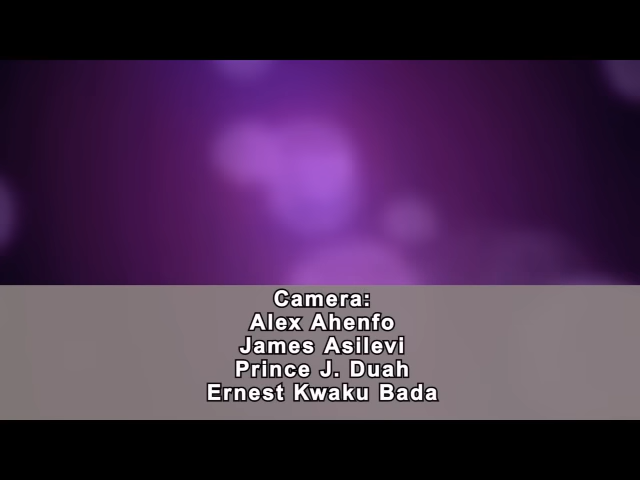 Camera:
Alex Ahenfo
James Asilevi
Prince J. Duah
Ernest Kwaku Bada